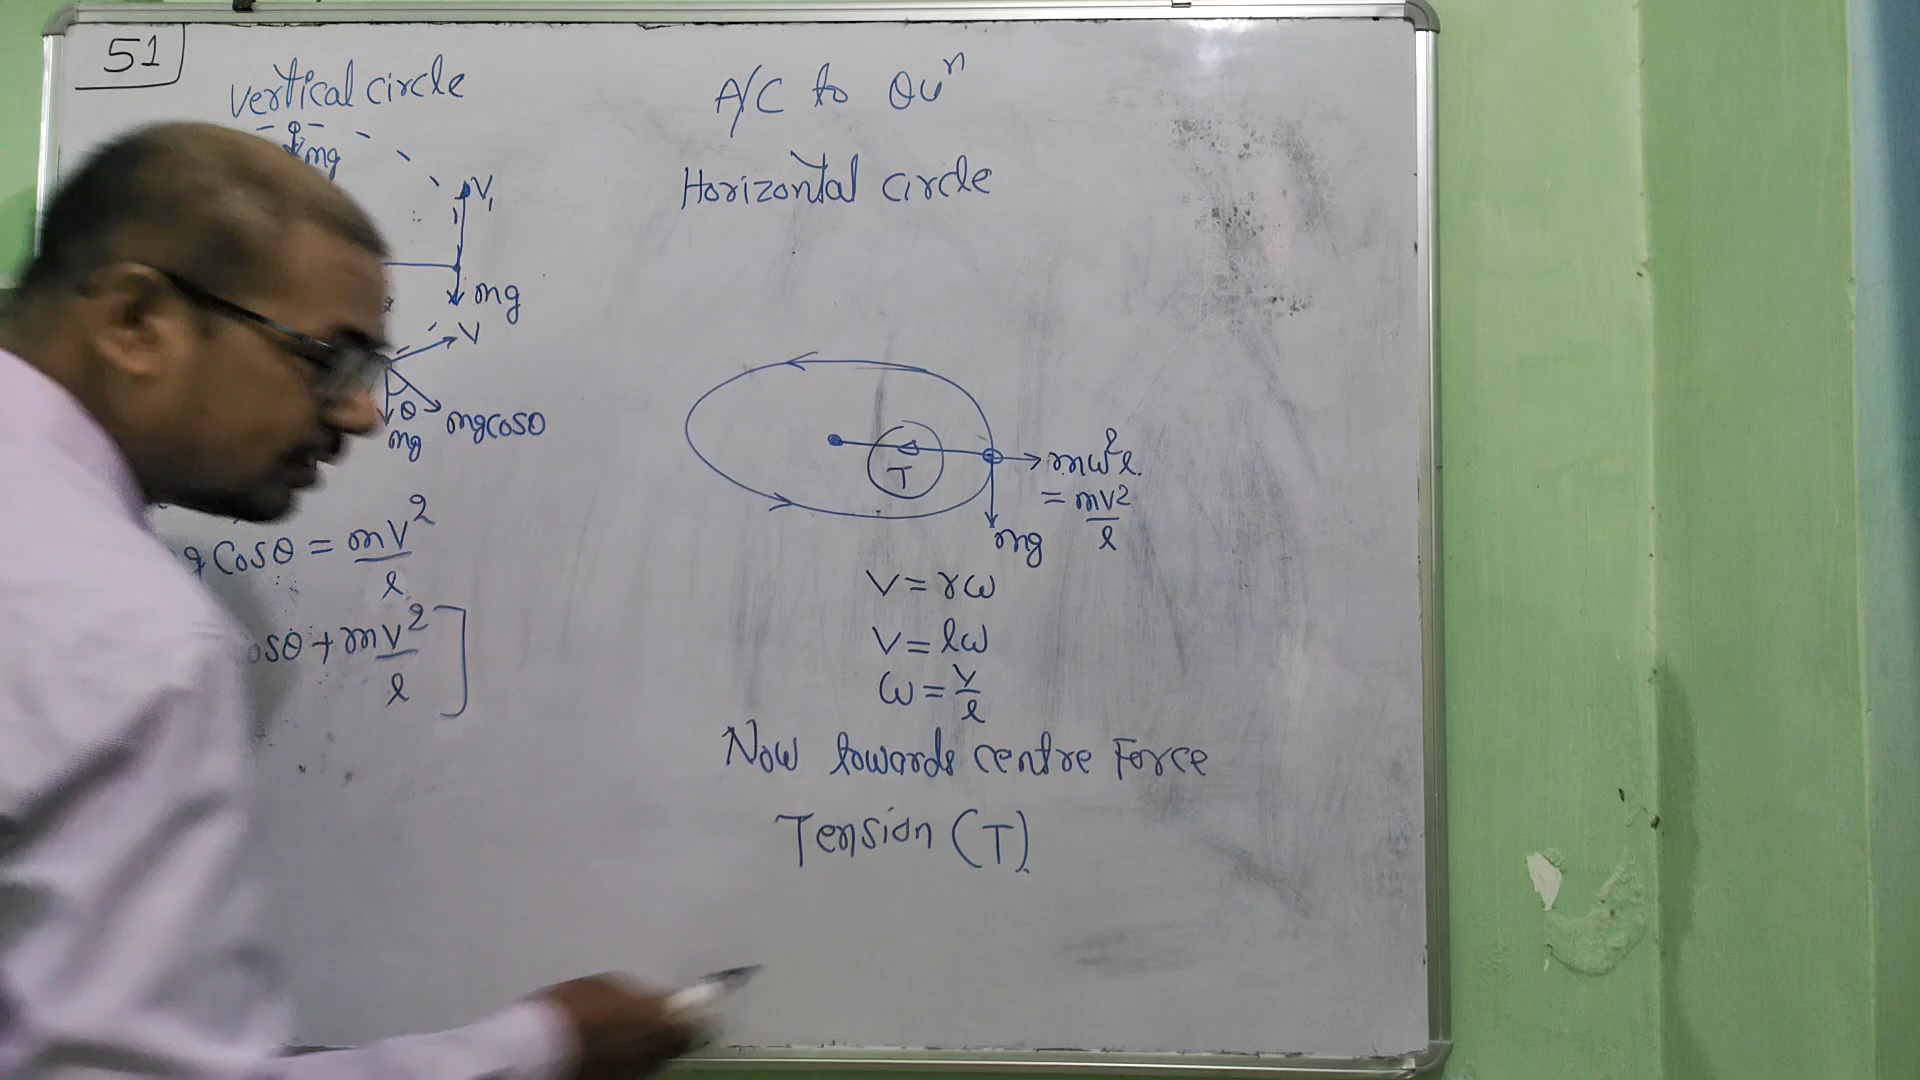 51
Vertical circle
mg
V₁
mg
V
θ
mg
mgcosθ
g Cosθ = mv²/l
osθ + mv²/l ]
A/C to Quⁿ
Horizontal circle
T
mω²l
= mv²/l
mg
V = rω
V = lω
ω = v/l
Now towards centre Force
Tension (T)